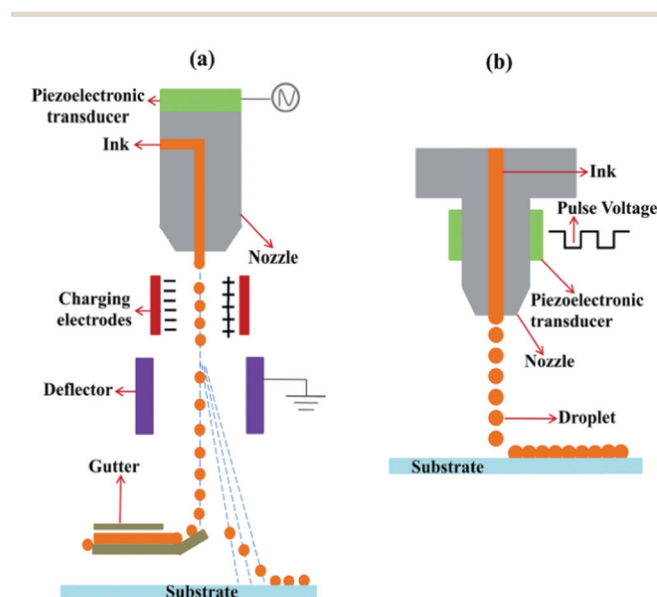 (a)
Piezoelectronic
transducer
Ink
Nozzle
Charging
electrodes
Deflector
Gutter
Substrate
(b)
Ink
Pulse Voltage
Piezoelectronic
transducer
Nozzle
Droplet
Substrate